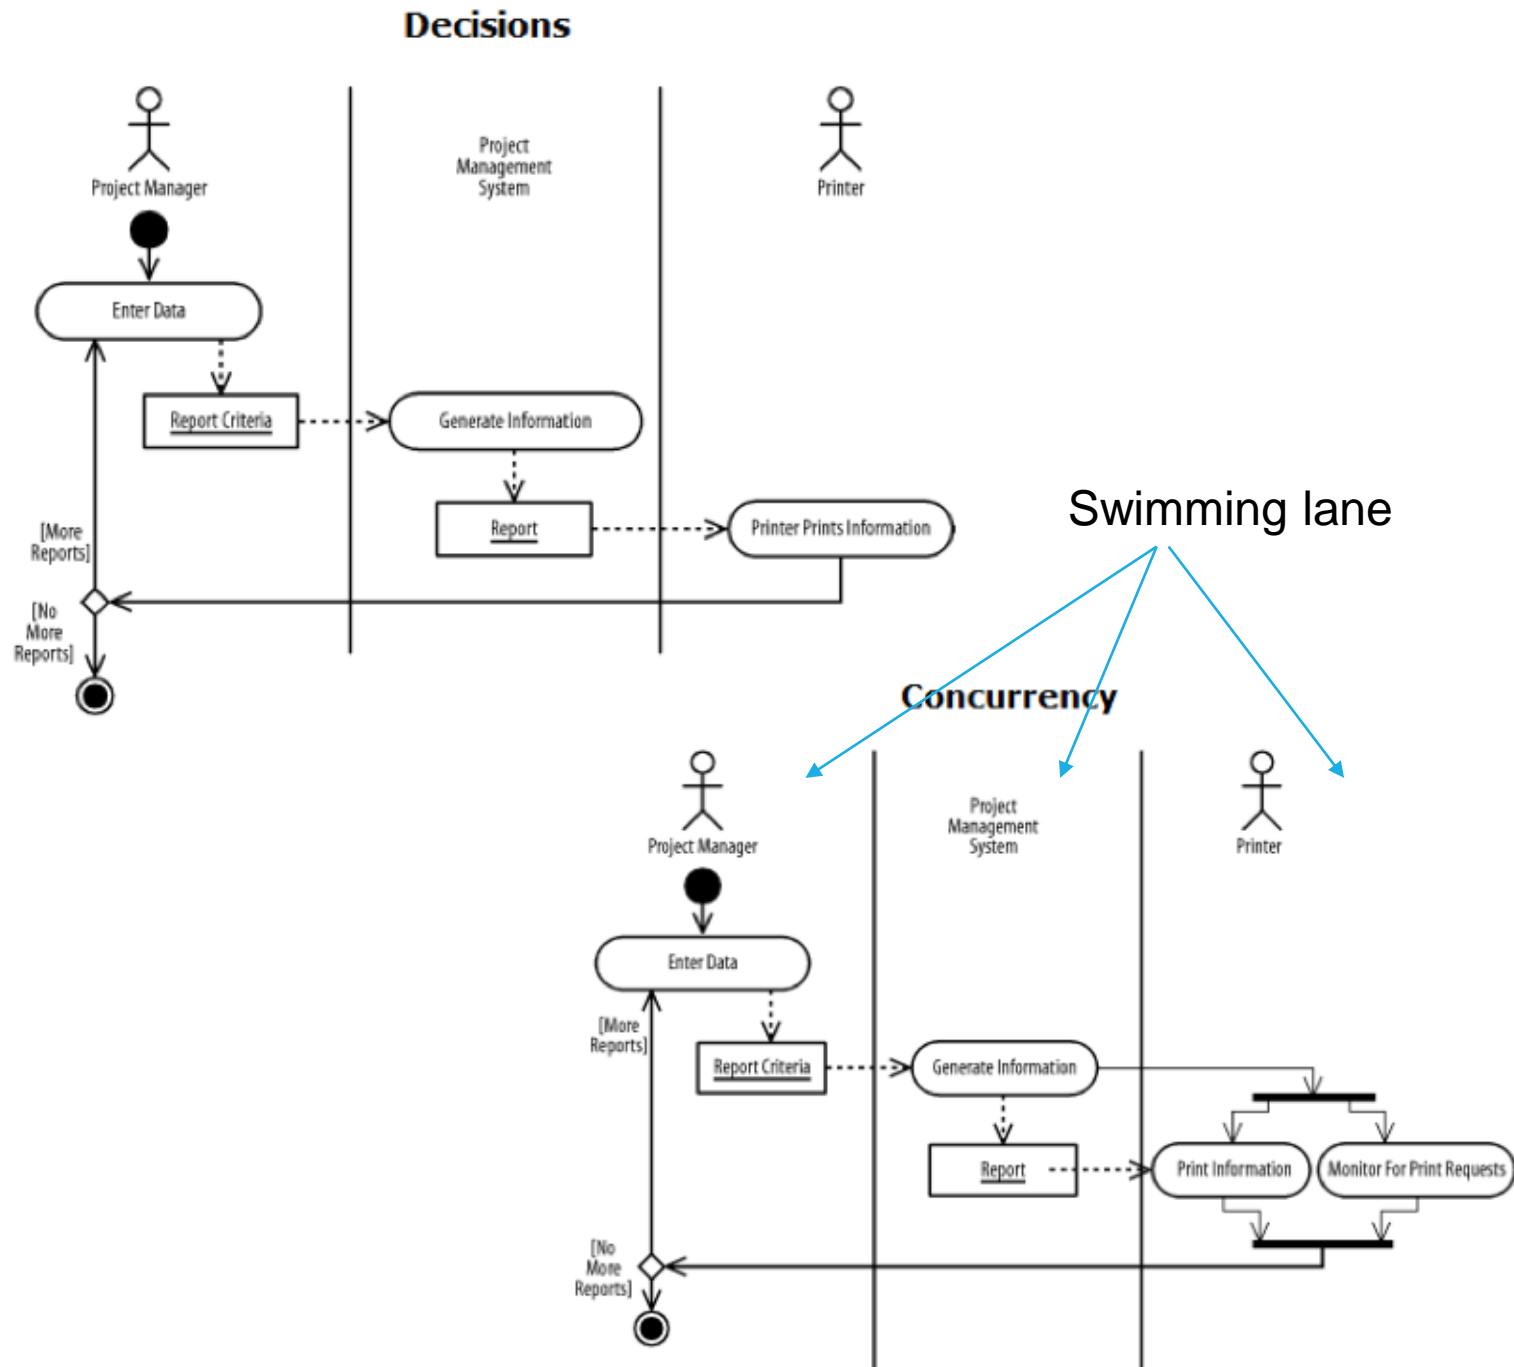 Decisions
Project Manager
Project
Management
System
Printer
Enter Data
Report Criteria
Generate Information
Report
Printer Prints Information
[More
Reports]
[No
More
Reports]
Swimming lane
Concurrency
Project Manager
Project
Management
System
Printer
Enter Data
[More
Reports]
Report Criteria
Generate Information
Report
Print Information
Monitor For Print Requests
[No
More
Reports]